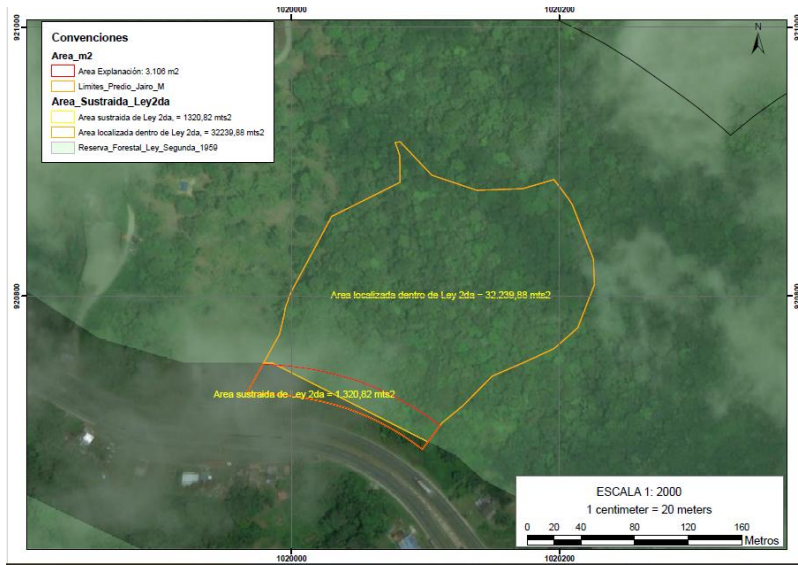 1020000
1020200
921000
921000
Convenciones
Area_m2
Area Explanación: 3.106 m2
Limites_Predio_Jairo_M
Area_Sustraida_Ley2da
Area sustraida de Ley 2da, = 1320,82 mts2
Area localizada dentro de Ley 2da, = 32239,88 mts2
Reserva_Forestal_Ley_Segunda_1959
N
920800
920800
Area localizada dentro de Ley 2da = 32.239,88 mts2
Area sustraida de Ley 2da = 1.320,82 mts2
ESCALA 1: 2000
1 centimeter = 20 meters
0 20 40 80 120 160
Metros
1020000
1020200